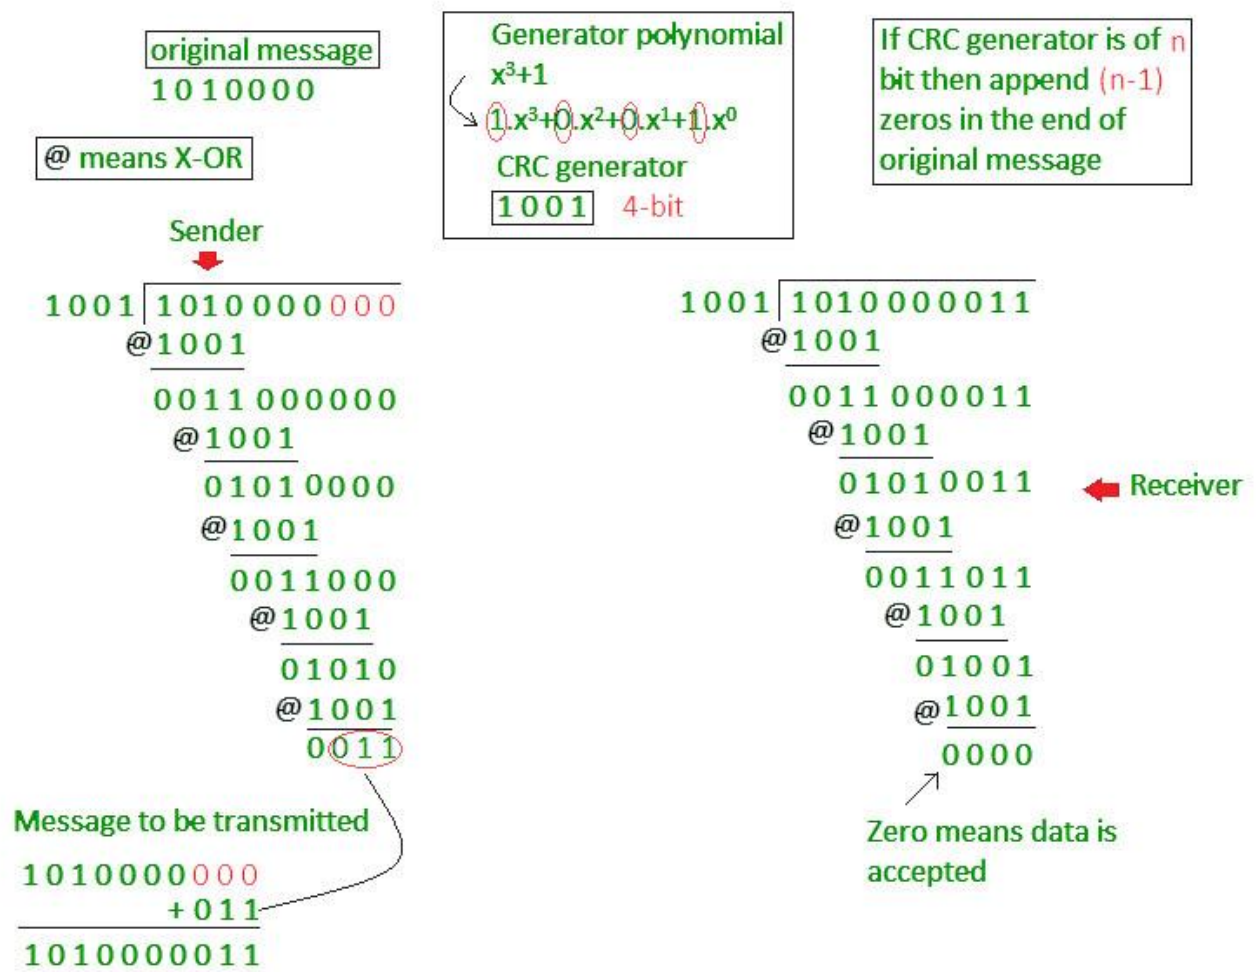 original message
1010000
@ means X-OR
Generator polynomial
x³+1
1.x³+0.x²+0.x¹+1.x⁰
CRC generator
1001 4-bit
If CRC generator is of n
bit then append (n-1)
zeros in the end of
original message
Sender
1001 1010000000
@1001
0011000000
@1001
01010000
@1001
0011000
@1001
01010
@1001
0011
Message to be transmitted
1010000000
+011
1010000011
1001 1010000011
@1001
0011000011
@1001
01010011
Receiver
@1001
0011011
@1001
01001
@1001
0000
Zero means data is
accepted